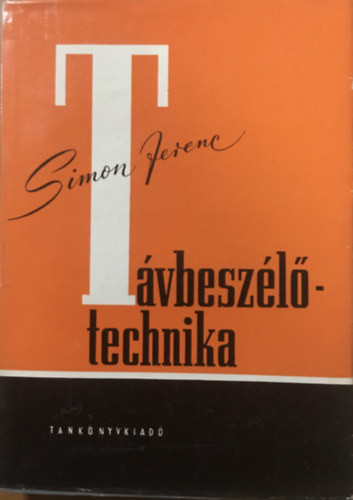 Simon Ferenc
Távbeszélő-
technika
TANKÖNYVKIADÓ